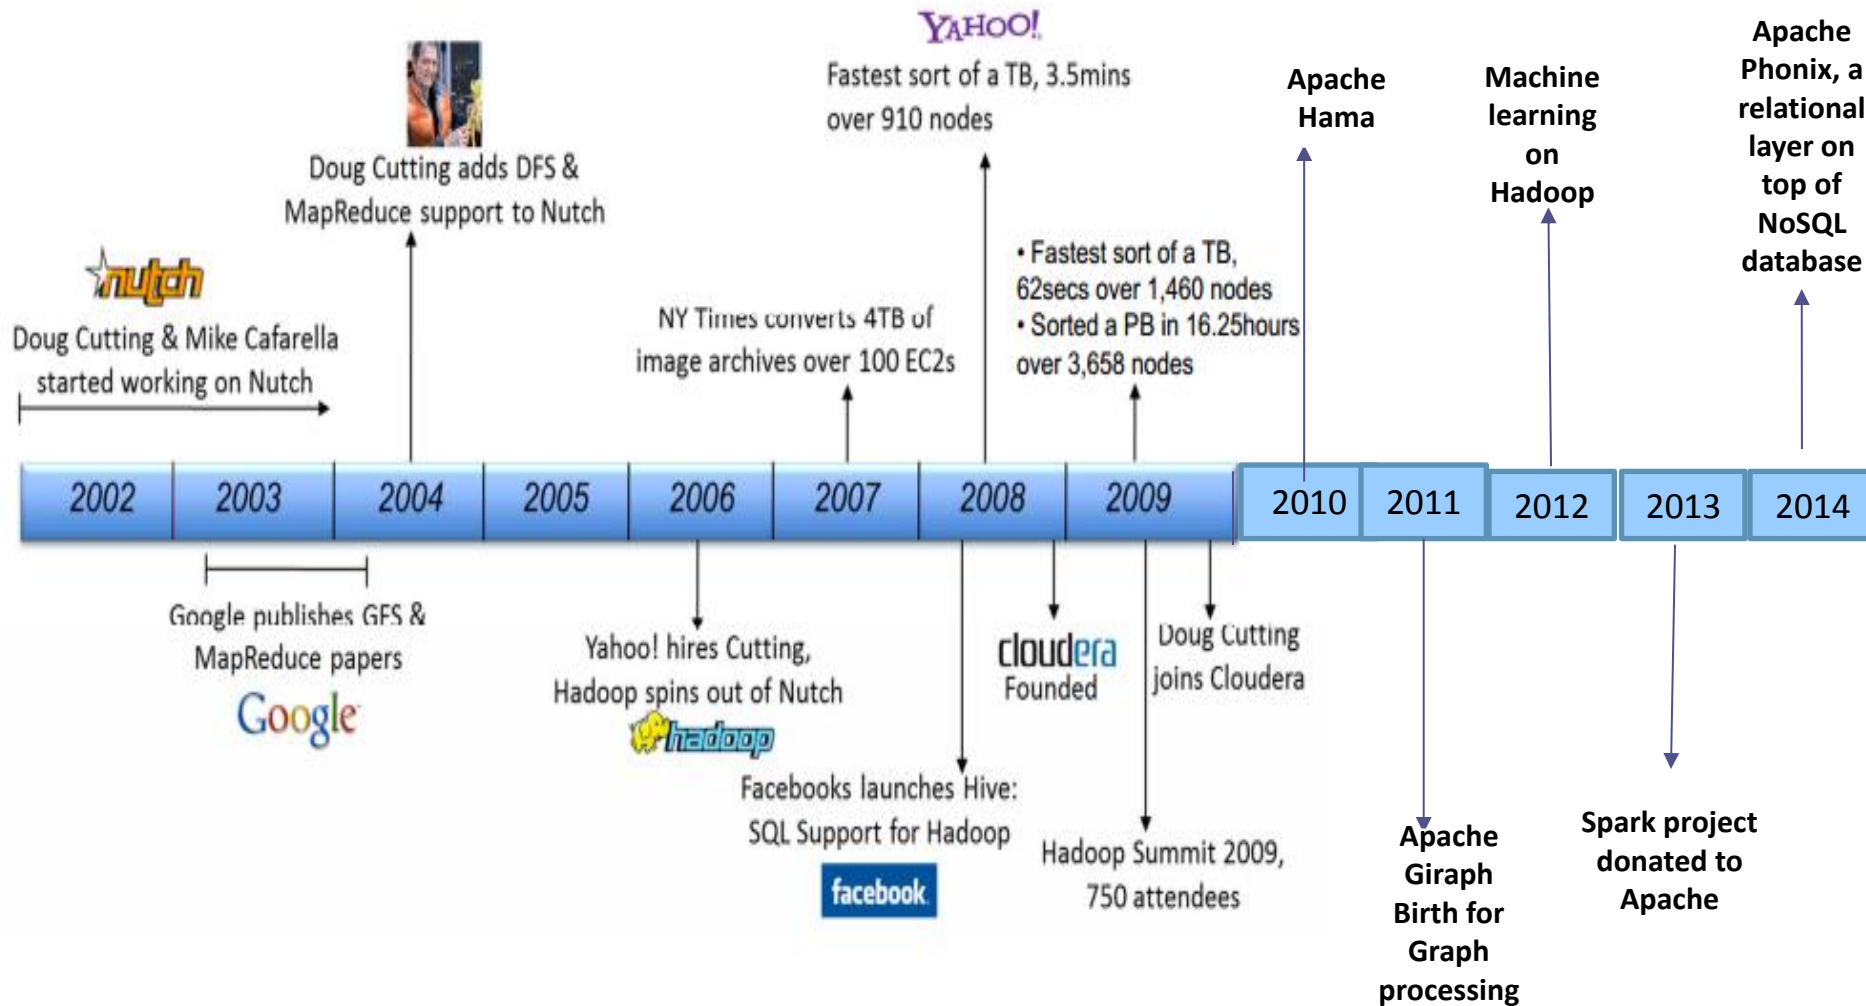 YAHOO!
Fastest sort of a TB, 3.5mins
over 910 nodes
Apache
Hama
Machine
learning
on
Hadoop
Apache
Phonix, a
relational
layer on
top of
NoSQL
database
Doug Cutting adds DFS &
MapReduce support to Nutch
nutch
Doug Cutting & Mike Cafarella
started working on Nutch
NY Times converts 4TB of
image archives over 100 EC2s
• Fastest sort of a TB,
62secs over 1,460 nodes
• Sorted a PB in 16.25hours
over 3,658 nodes
2002 2003 2004 2005 2006 2007 2008 2009 2010 2011 2012 2013 2014
Google publishes GFS &
MapReduce papers
Google
Yahoo! hires Cutting,
Hadoop spins out of Nutch
hadoop
Facebooks launches Hive:
SQL Support for Hadoop
facebook.
cloudera
Founded
Doug Cutting
joins Cloudera
Hadoop Summit 2009,
750 attendees
Apache
Giraph
Birth for
Graph
processing
Spark project
donated to
Apache